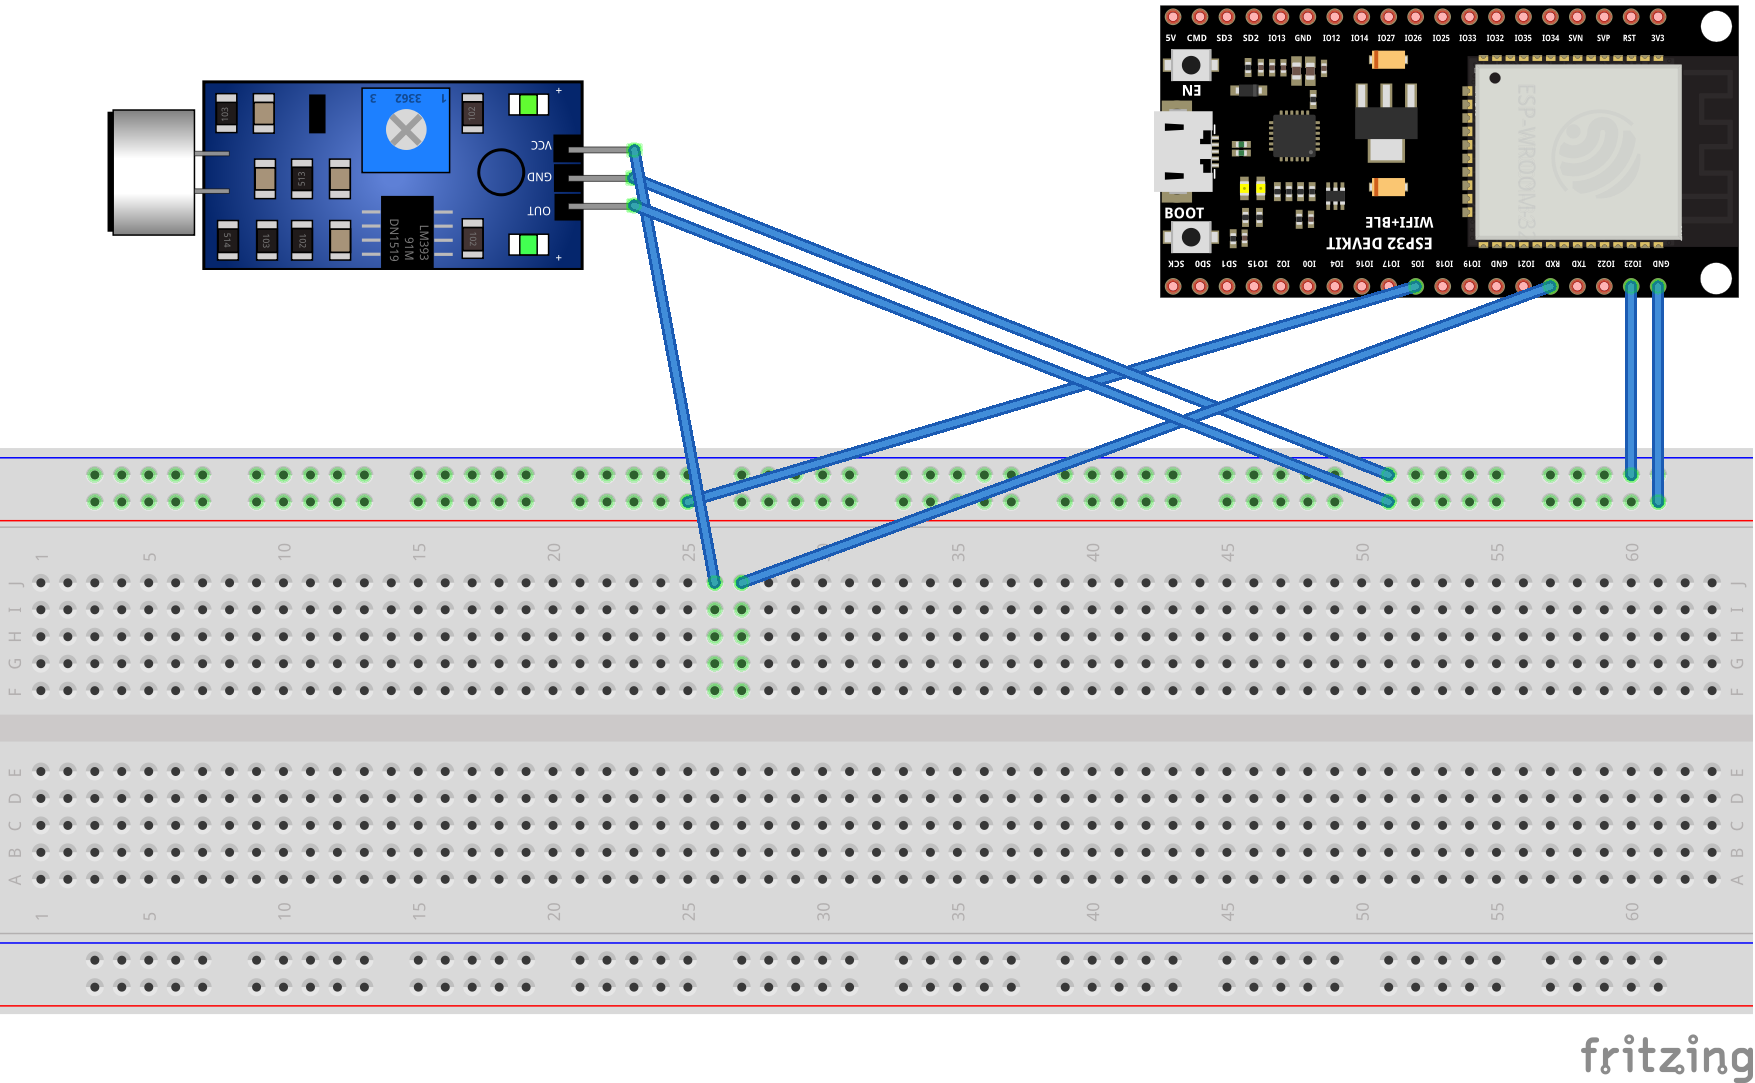 5V CMD SD3 SD2 IO13 GND IO12 IO14 IO27 IO26 IO25 IO33 IO32 IO35 IO34 SVN SVP RST 3V3
EN
BOOT
WIFI+BLE
ESP32 DEVKIT
ESP-WROOM-32
SCK SD0 SD1 IO15 IO2 IO0 IO4 IO16 IO17 IO5 IO18 IO19 GND IO21 RXD TXD IO22 IO23 GND
103
3 3362 1
102
+
VCC
GND
OUT
513
514 103 102
LM393
91M
DN1519
102
+
1 5 10 15 20 25 30 35 40 45 50 55 60
J J
I I
H H
G G
F F
E E
D D
C C
B B
A A
1 5 10 15 20 25 30 35 40 45 50 55 60
fritzing